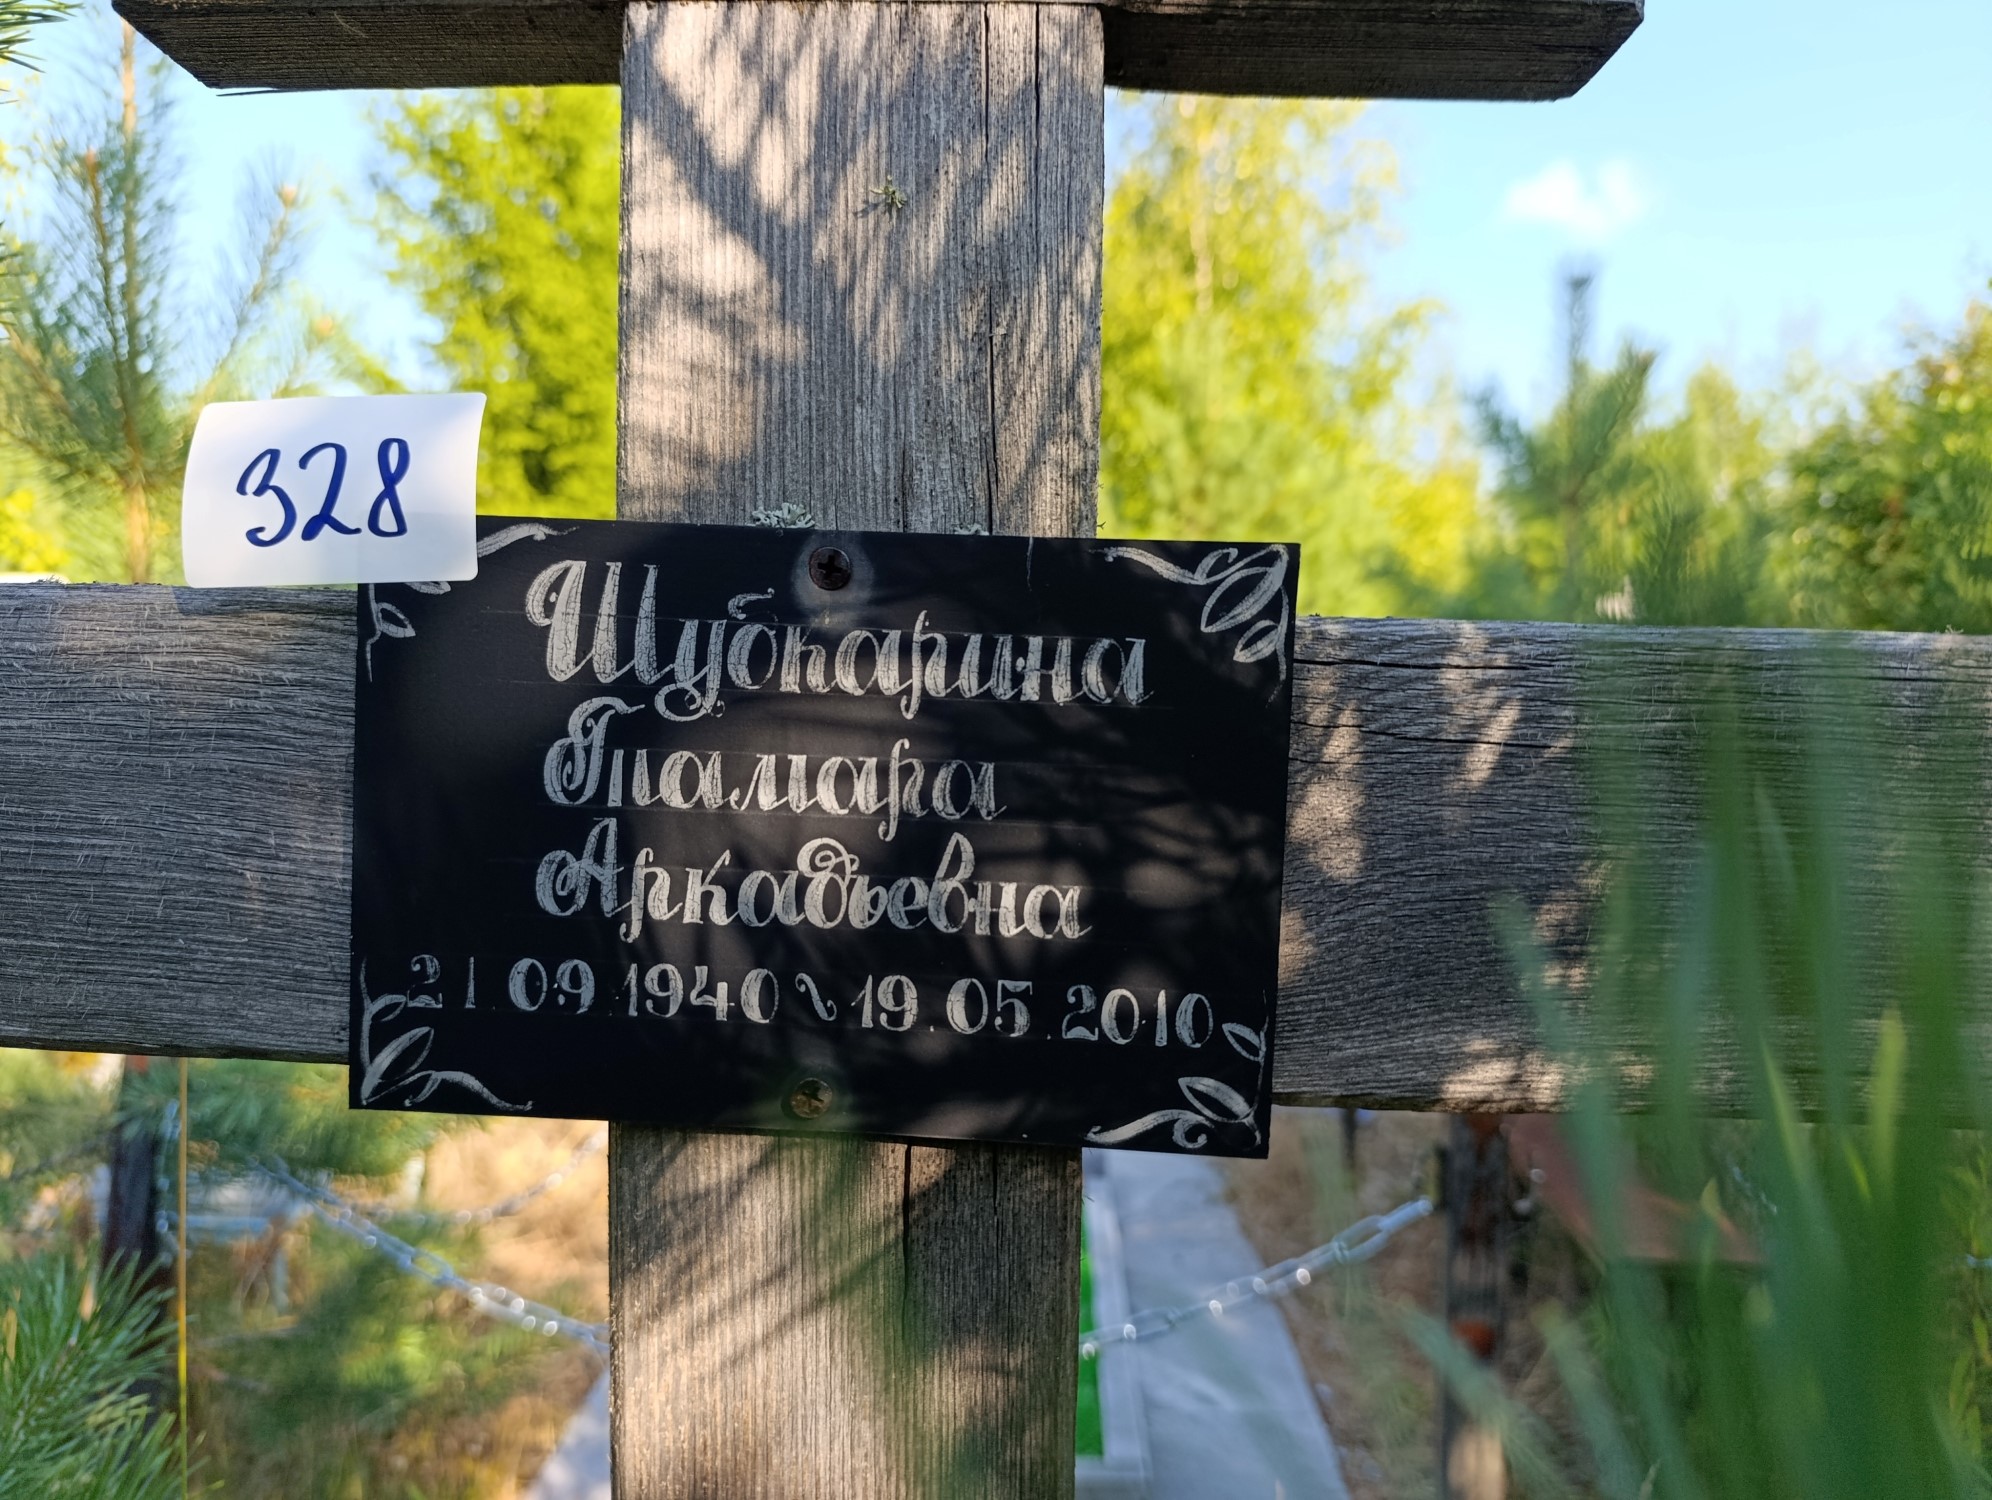 328
Шубкарина
Тамара
Аркадьевна
21.09.1940 ~ 19.05.2010